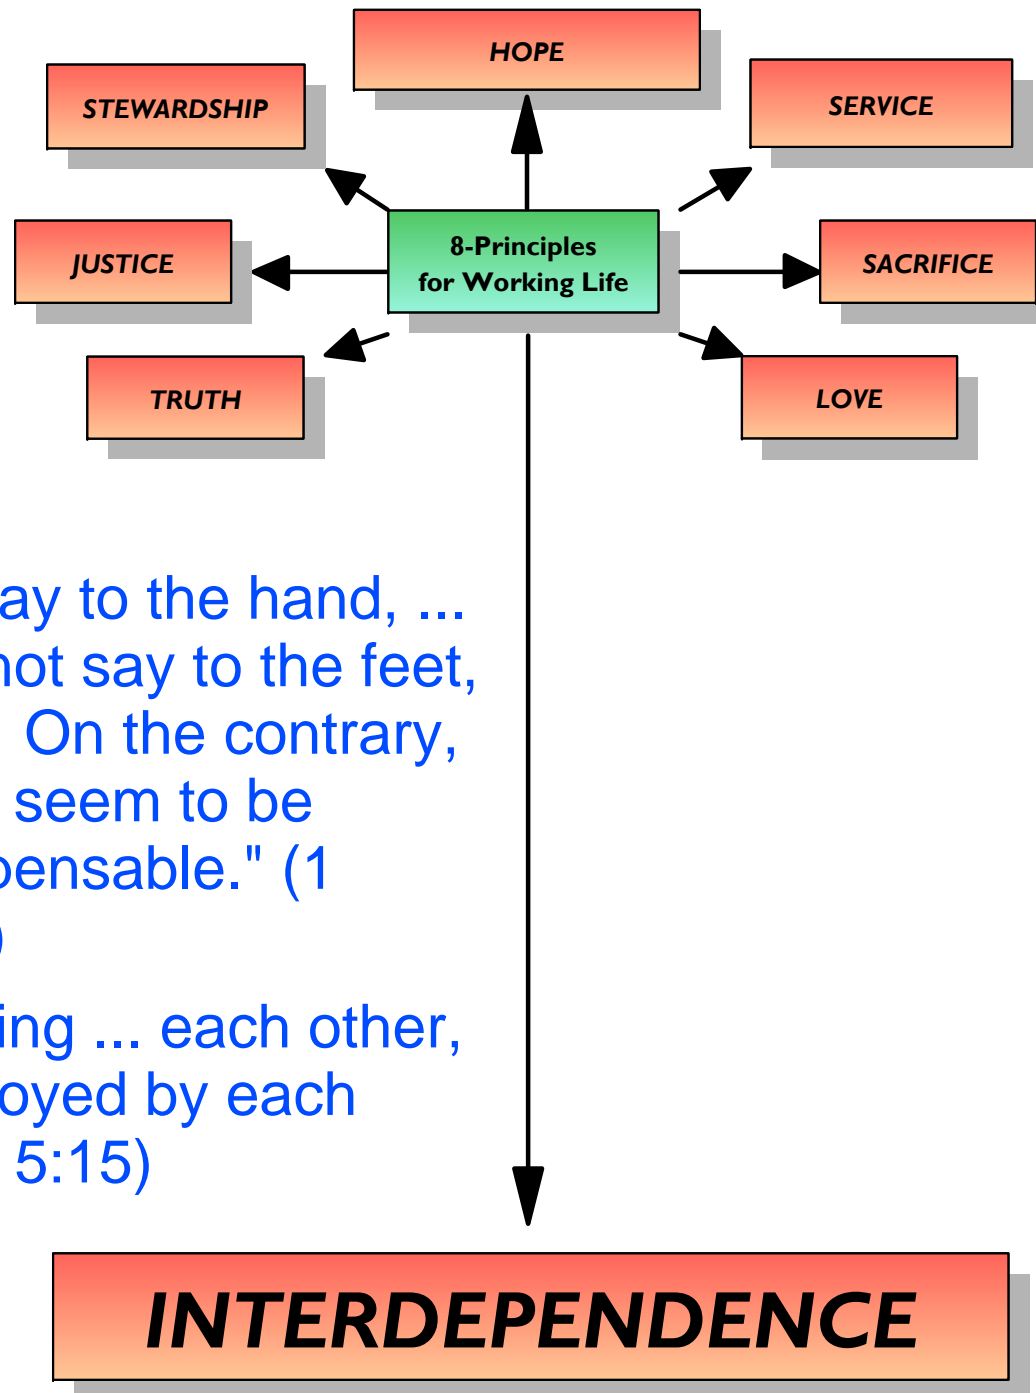 HOPE
STEWARDSHIP
SERVICE
8-Principles
for Working Life
JUSTICE
SACRIFICE
TRUTH
LOVE
ay to the hand, ...
not say to the feet,
On the contrary,
seem to be
pensable." (1
)
ing ... each other,
oyed by each
5:15)
INTERDEPENDENCE